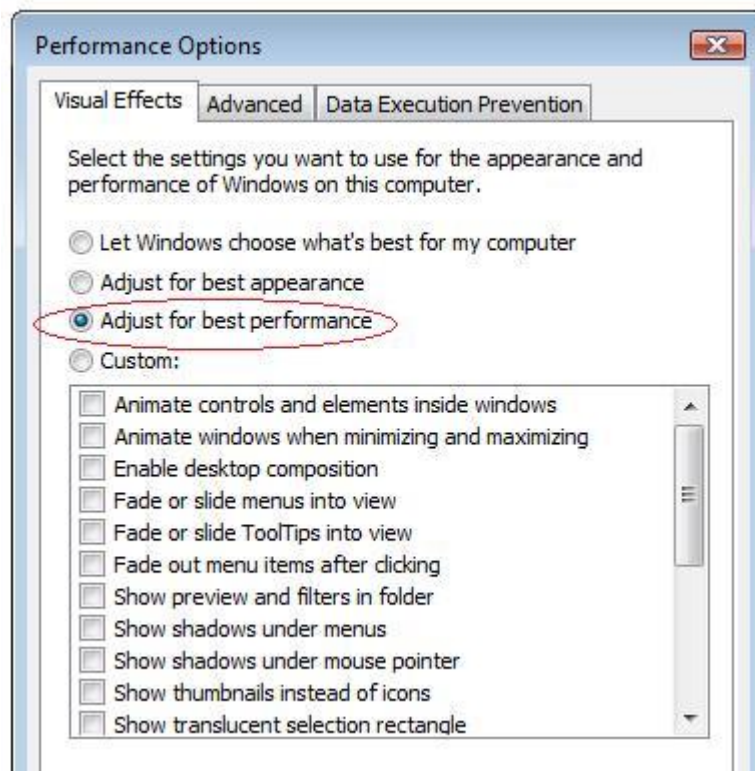 Performance Options
Visual Effects Advanced Data Execution Prevention
Select the settings you want to use for the appearance and
performance of Windows on this computer.
Let Windows choose what's best for my computer
Adjust for best appearance
Adjust for best performance
Custom:
Animate controls and elements inside windows
Animate windows when minimizing and maximizing
Enable desktop composition
Fade or slide menus into view
Fade or slide ToolTips into view
Fade out menu items after clicking
Show preview and filters in folder
Show shadows under menus
Show shadows under mouse pointer
Show thumbnails instead of icons
Show translucent selection rectangle